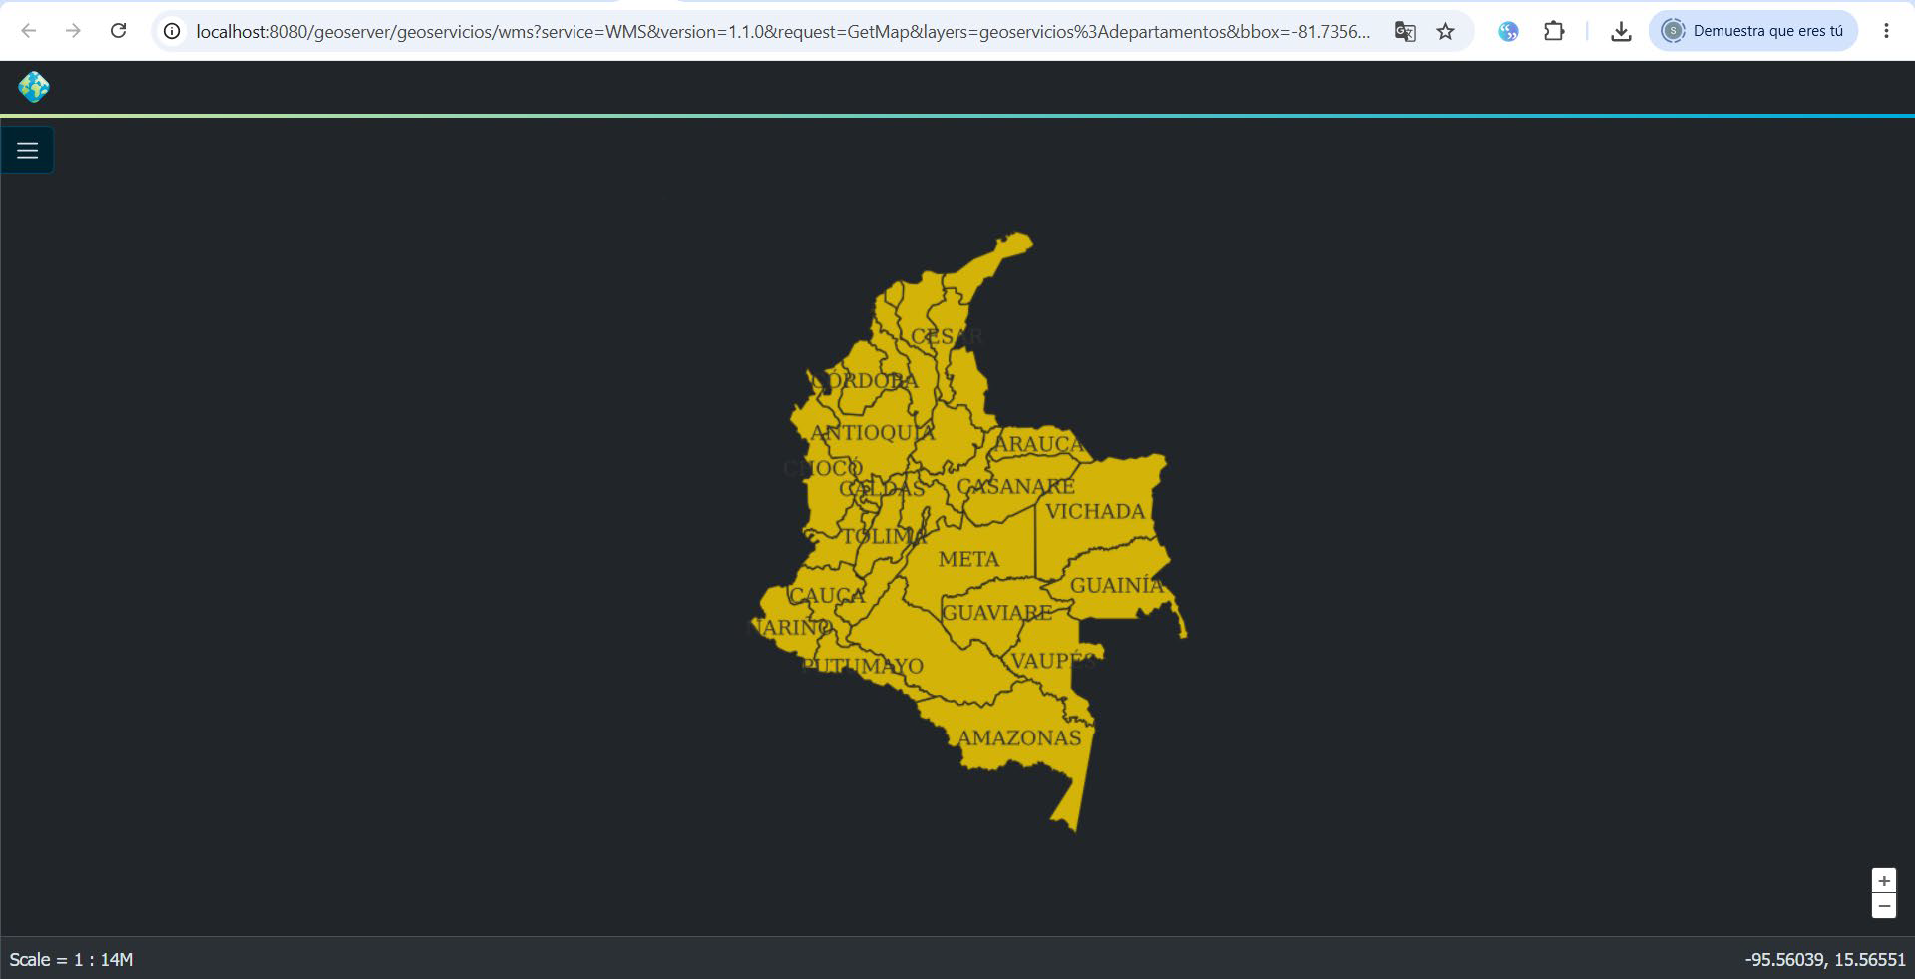 localhost:8080/geoserver/geoservicios/wms?service=WMS&version=1.1.0&request=GetMap&layers=geoservicios%3Adepartamentos&bbox=-81.7356...
S
Demuestra que eres tú
CESAR
CÓRDOBA
ANTIOQUIA
ARAUCA
CHOCÓ
CALDAS
CASANARE
VICHADA
TOLIMA
META
GUAINÍA
CAUCA
GUAVIARE
NARIÑO
VAUPÉS
PUTUMAYO
AMAZONAS
+
−
Scale = 1 : 14M
-95.56039, 15.56551